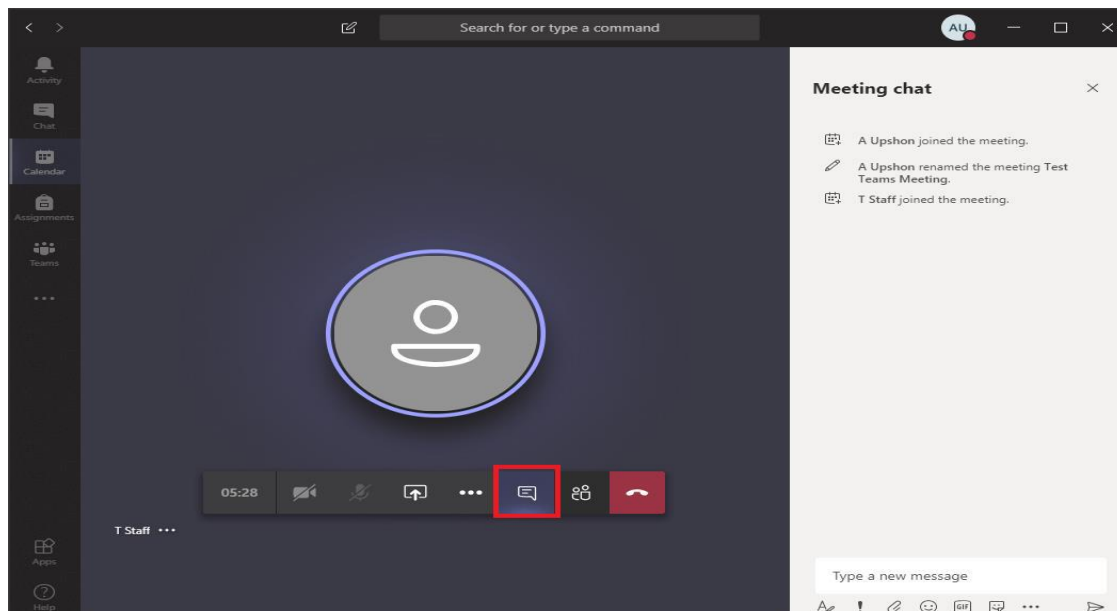 Search for or type a command
AU
Activity
Chat
Calendar
Assignments
Teams
Apps
Help
05:28
T Staff
Meeting chat
A Upshon joined the meeting.
A Upshon renamed the meeting Test
Teams Meeting.
T Staff joined the meeting.
Type a new message
GIF